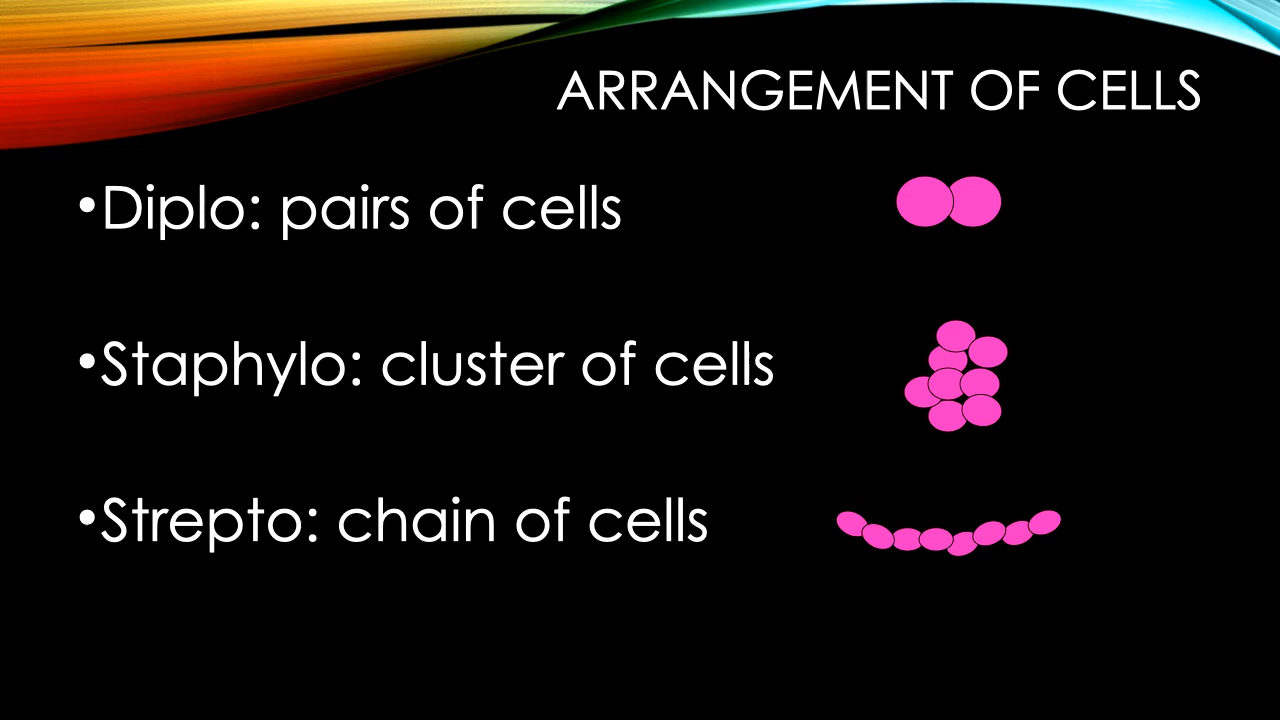 ARRANGEMENT OF CELLS
•Diplo: pairs of cells
•Staphylo: cluster of cells
•Strepto: chain of cells